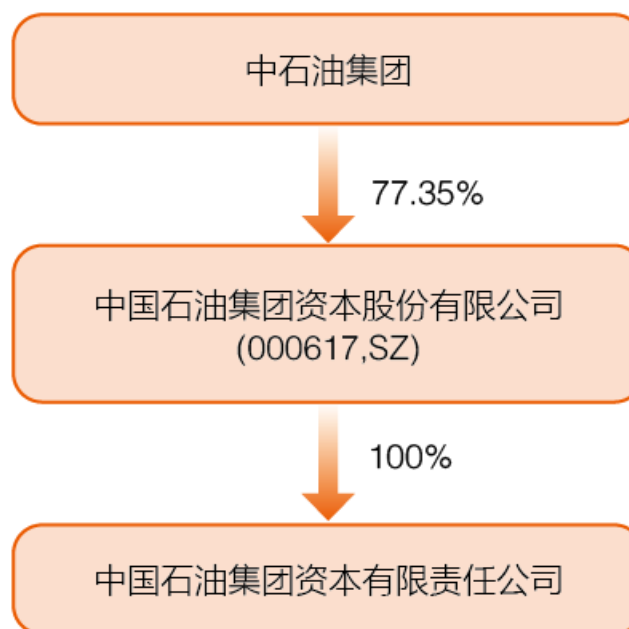 中石油集团
77.35%
中国石油集团资本股份有限公司
(000617,SZ)
100%
中国石油集团资本有限责任公司